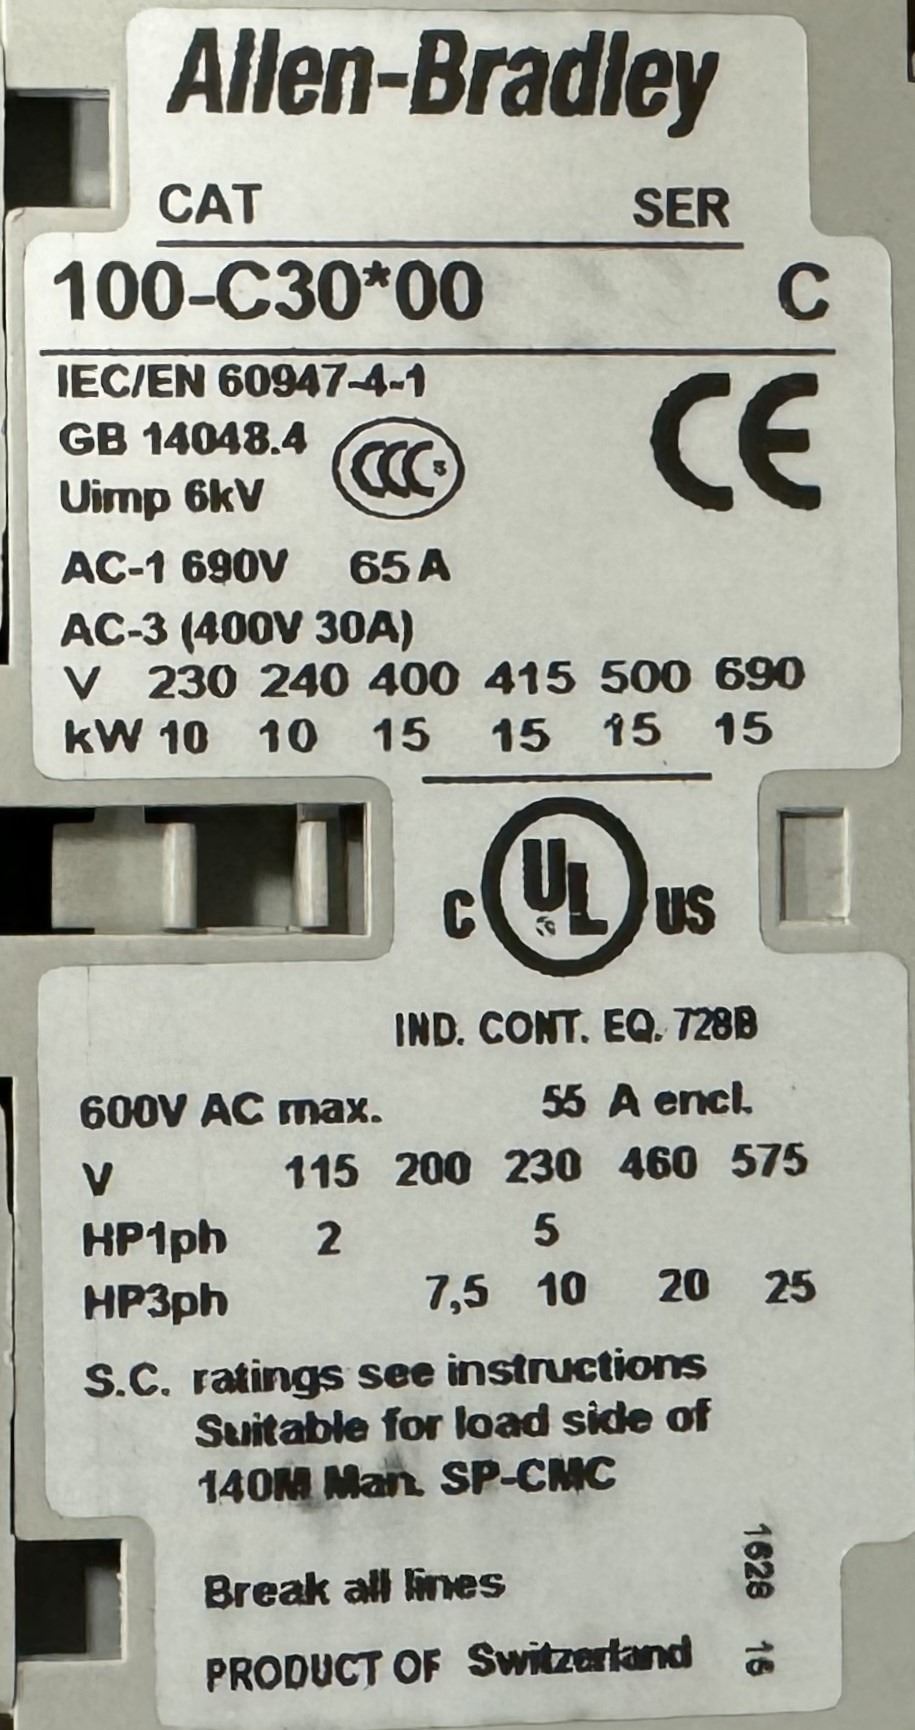 Allen-Bradley
CAT SER
100-C30*00 C
IEC/EN 60947-4-1
CE
GB 14048.4
CCC S
Uimp 6kV
AC-1 690V 65A
AC-3 (400V 30A)
V 230 240 400 415 500 690
kW 10 10 15 15 15 15
C UL US
IND. CONT. EQ. 728B
600V AC max. 55 A encl.
V 115 200 230 460 575
HP1ph 2 5
HP3ph 7,5 10 20 25
S.C. ratings see instructions
Suitable for load side of
140M Man. SP-CMC
Break all lines
PRODUCT OF Switzerland
1628 16